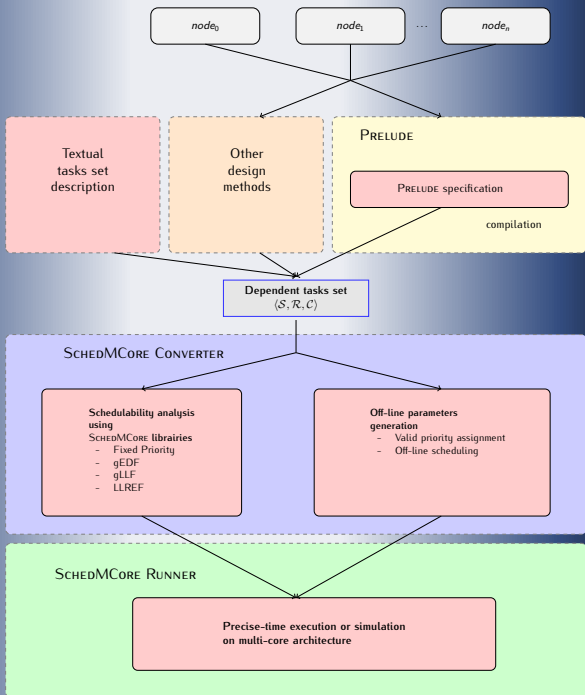 node₀ node₁ ... nodeₙ
Textual
tasks set
description
Other
design
methods
PRELUDE
PRELUDE specification
compilation
Dependent tasks set
⟨𝒮, ℛ, 𝒞⟩
SCHEDMCORE CONVERTER
Schedulability analysis
using
SCHEDMCORE librairies
- Fixed Priority
- gEDF
- gLLF
- LLREF
Off-line parameters
generation
- Valid priority assignment
- Off-line scheduling
SCHEDMCORE RUNNER
Precise-time execution or simulation
on multi-core architecture